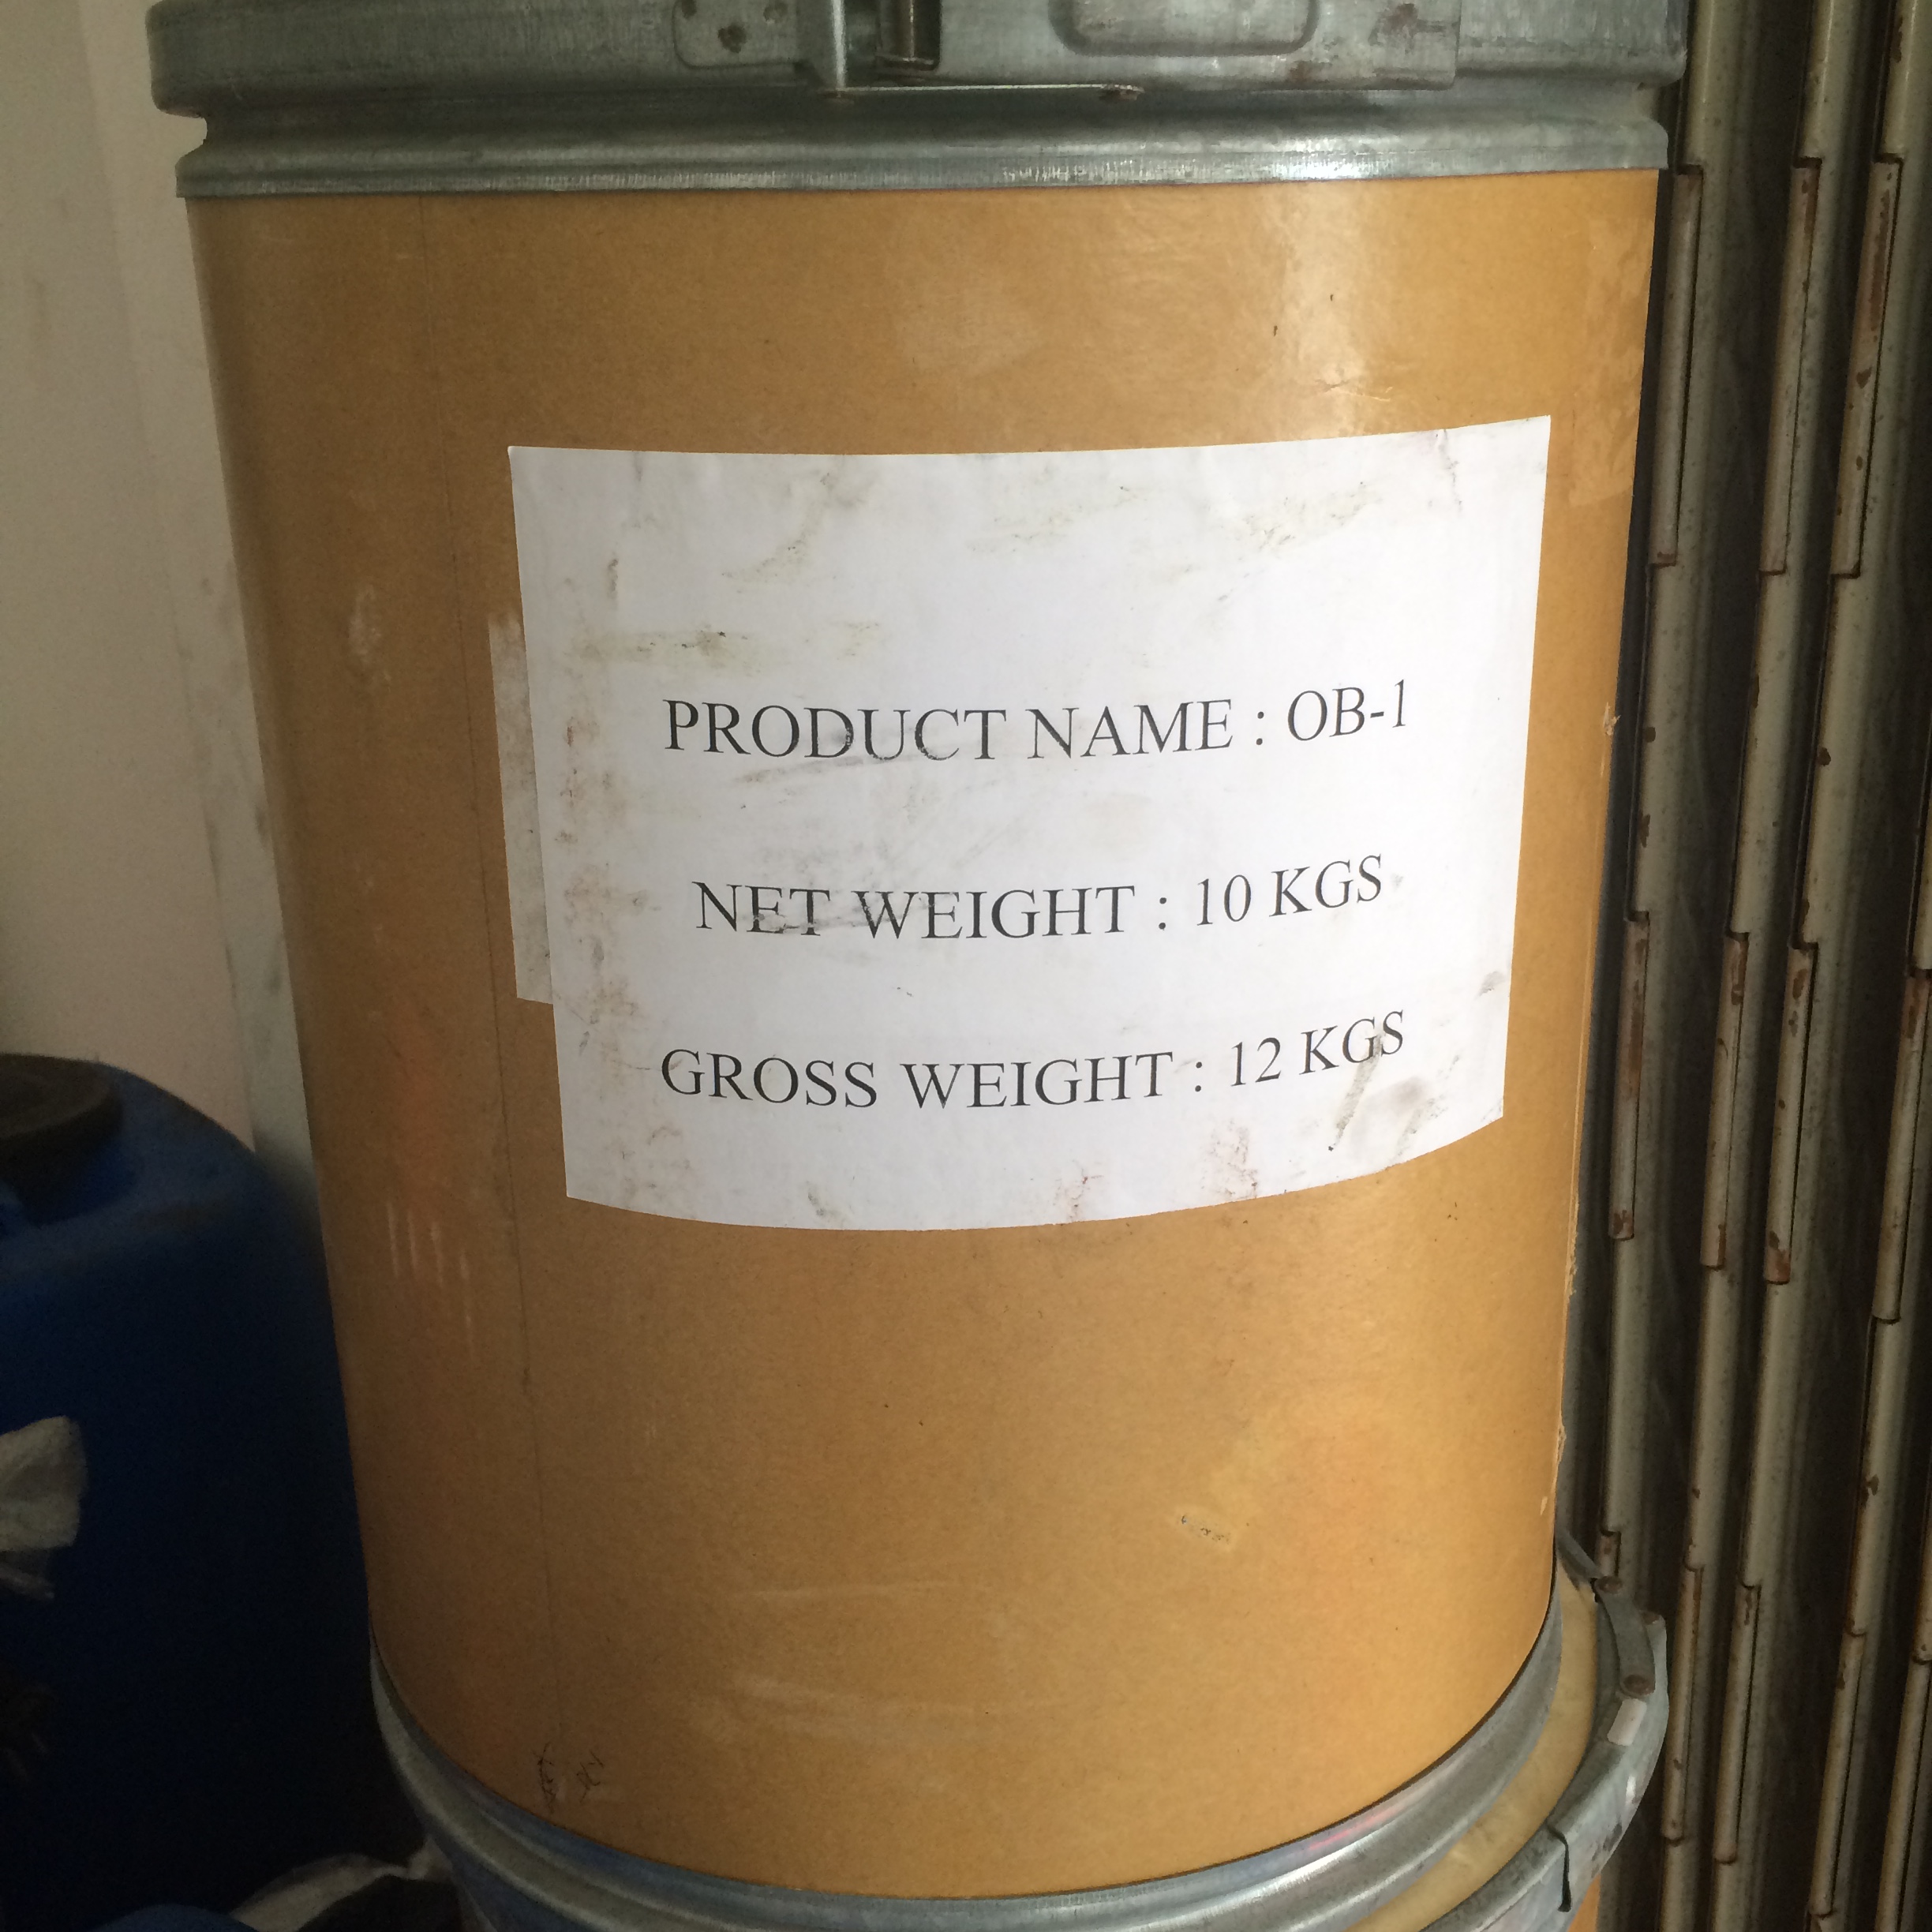 PRODUCT NAME : OB-1
NET WEIGHT : 10 KGS
GROSS WEIGHT : 12 KGS